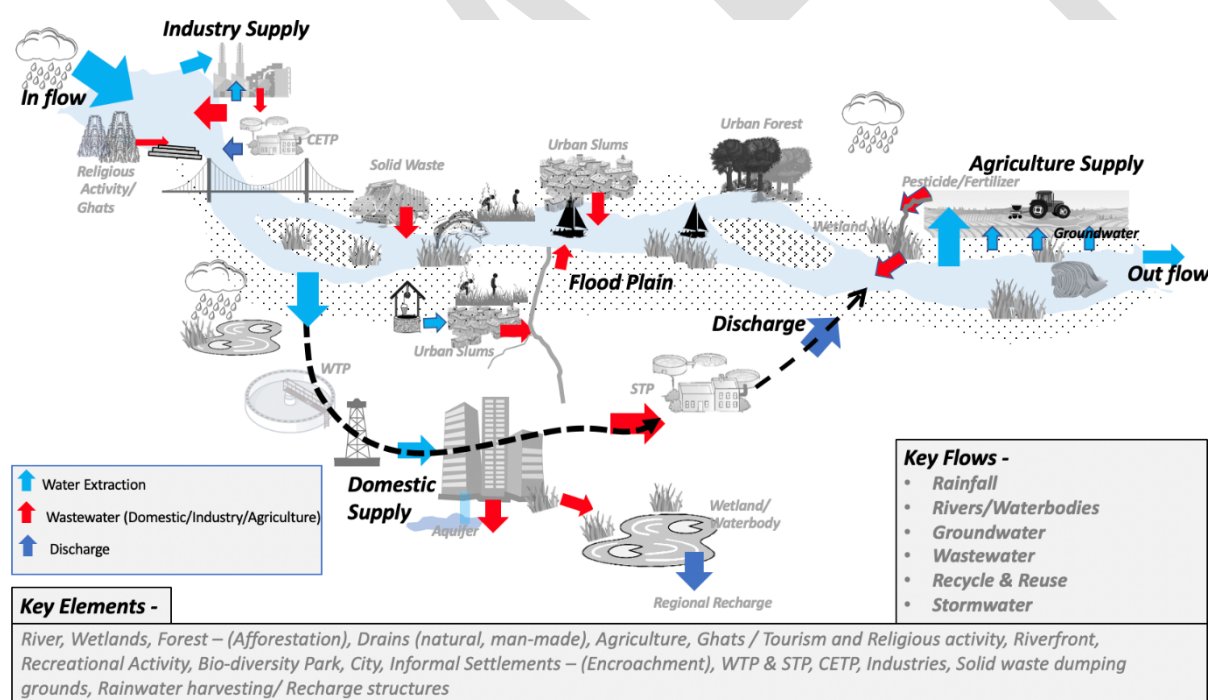 Industry Supply
In flow
CETP
Religious
Activity/
Ghats
Solid Waste
Urban Slums
Urban Forest
Agriculture Supply
Pesticide/Fertilizer
Wetland
Groundwater
Out flow
Flood Plain
Discharge
Urban Slums
WTP
STP
Domestic
Supply
Aquifer
Wetland/
Waterbody
Regional Recharge
Water Extraction
Wastewater (Domestic/Industry/Agriculture)
Discharge
Key Flows -
• Rainfall
• Rivers/Waterbodies
• Groundwater
• Wastewater
• Recycle & Reuse
• Stormwater
Key Elements -
River, Wetlands, Forest – (Afforestation), Drains (natural, man-made), Agriculture, Ghats / Tourism and Religious activity, Riverfront,
Recreational Activity, Bio-diversity Park, City, Informal Settlements – (Encroachment), WTP & STP, CETP, Industries, Solid waste dumping
grounds, Rainwater harvesting/ Recharge structures